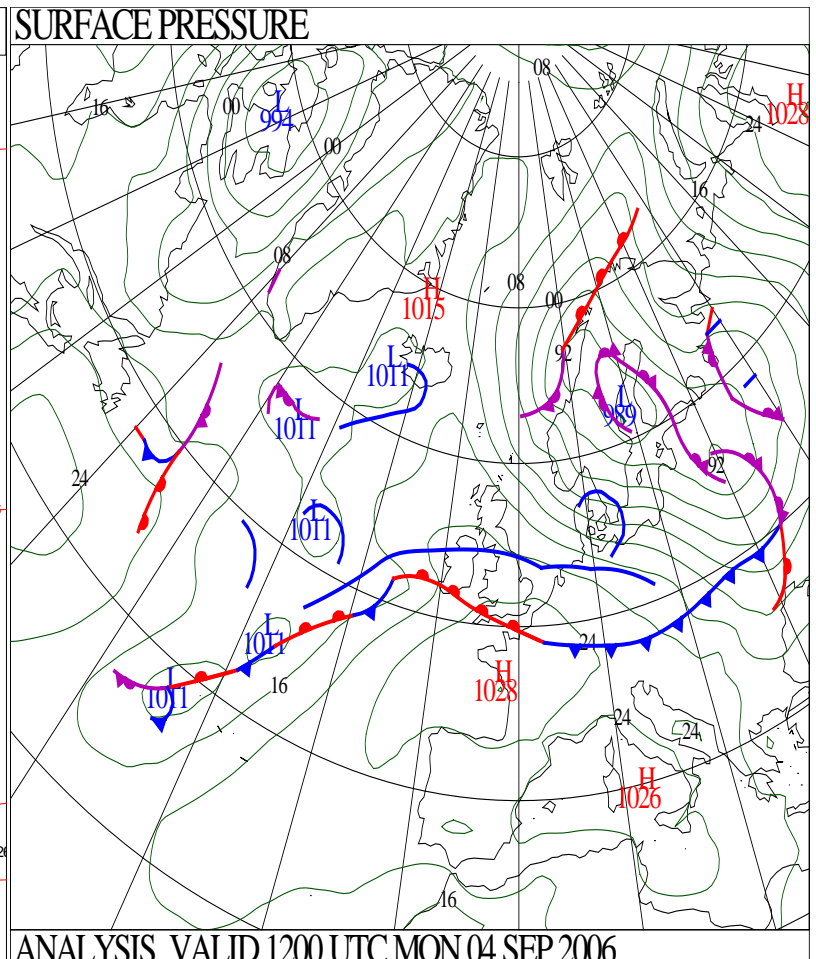 SURFACE PRESSURE
08
16
00
L
994
H
1028
24
00
16
08
08
H
1015
00
L
1011
92
L
1011
L
989
24
92
L
1011
L
1011
24
16
L
1011
H
1028
24
24
H
1026
16
ANALYSIS VALID 1200 UTC MON 04 SEP 2006